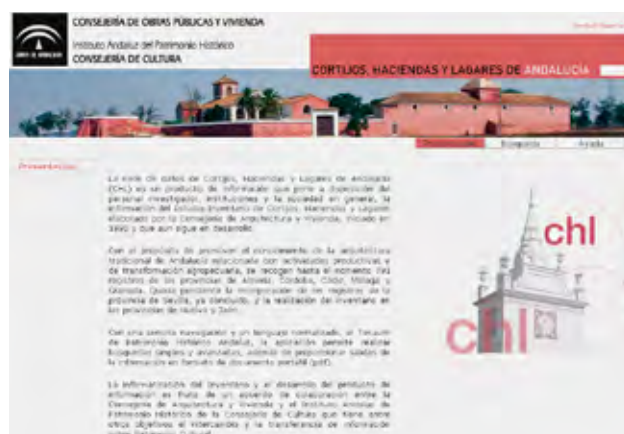 CONSEJERÍA DE OBRAS PÚBLICAS Y VIVIENDA
Instituto Andaluz del Patrimonio Histórico
CONSEJERÍA DE CULTURA
CORTIJOS, HACIENDAS Y LAGARES DE ANDALUCÍA
Presentación Búsqueda Ayuda
Presentación
La base de datos de Cortijos, Haciendas y Lagares de Andalucía
(CHL) es un producto de información que pone a disposición del
personal investigador, instituciones y la sociedad en general, la
información del Estudio Inventario de Cortijos, Haciendas y Lagares
elaborado por la Consejería de Arquitectura y Vivienda, iniciado en
y que aun sigue en desarrollo.
Con el propósito de promover el conocimiento de la arquitectura
tradicional de Andalucía relacionada con actividades productivas y
de transformación agropecuaria, se recogen hasta el momento
registros de las provincias de Almería, Córdoba, Cádiz, Málaga y
Granada. Queda pendiente la incorporación de los registros de la
provincia de Sevilla, ya concluido, y la realización del inventario en
las provincias de Huelva y Jaén.
Con una sencilla navegación y un lenguaje normalizado, el Tesauro
de Patrimonio Histórico Andaluz, la aplicación permite realizar
búsquedas simples y avanzadas, además de proporcionar salidas de
la información en formato de documento portátil (pdf).
La informatización del inventario y el desarrollo del producto de
información es fruto de un acuerdo de colaboración entre la
Consejería de Arquitectura y Vivienda y el Instituto Andaluz de
Patrimonio Histórico de la Consejería de Cultura que tiene entre
otros objetivos el intercambio y la transferencia de información
chl
chl